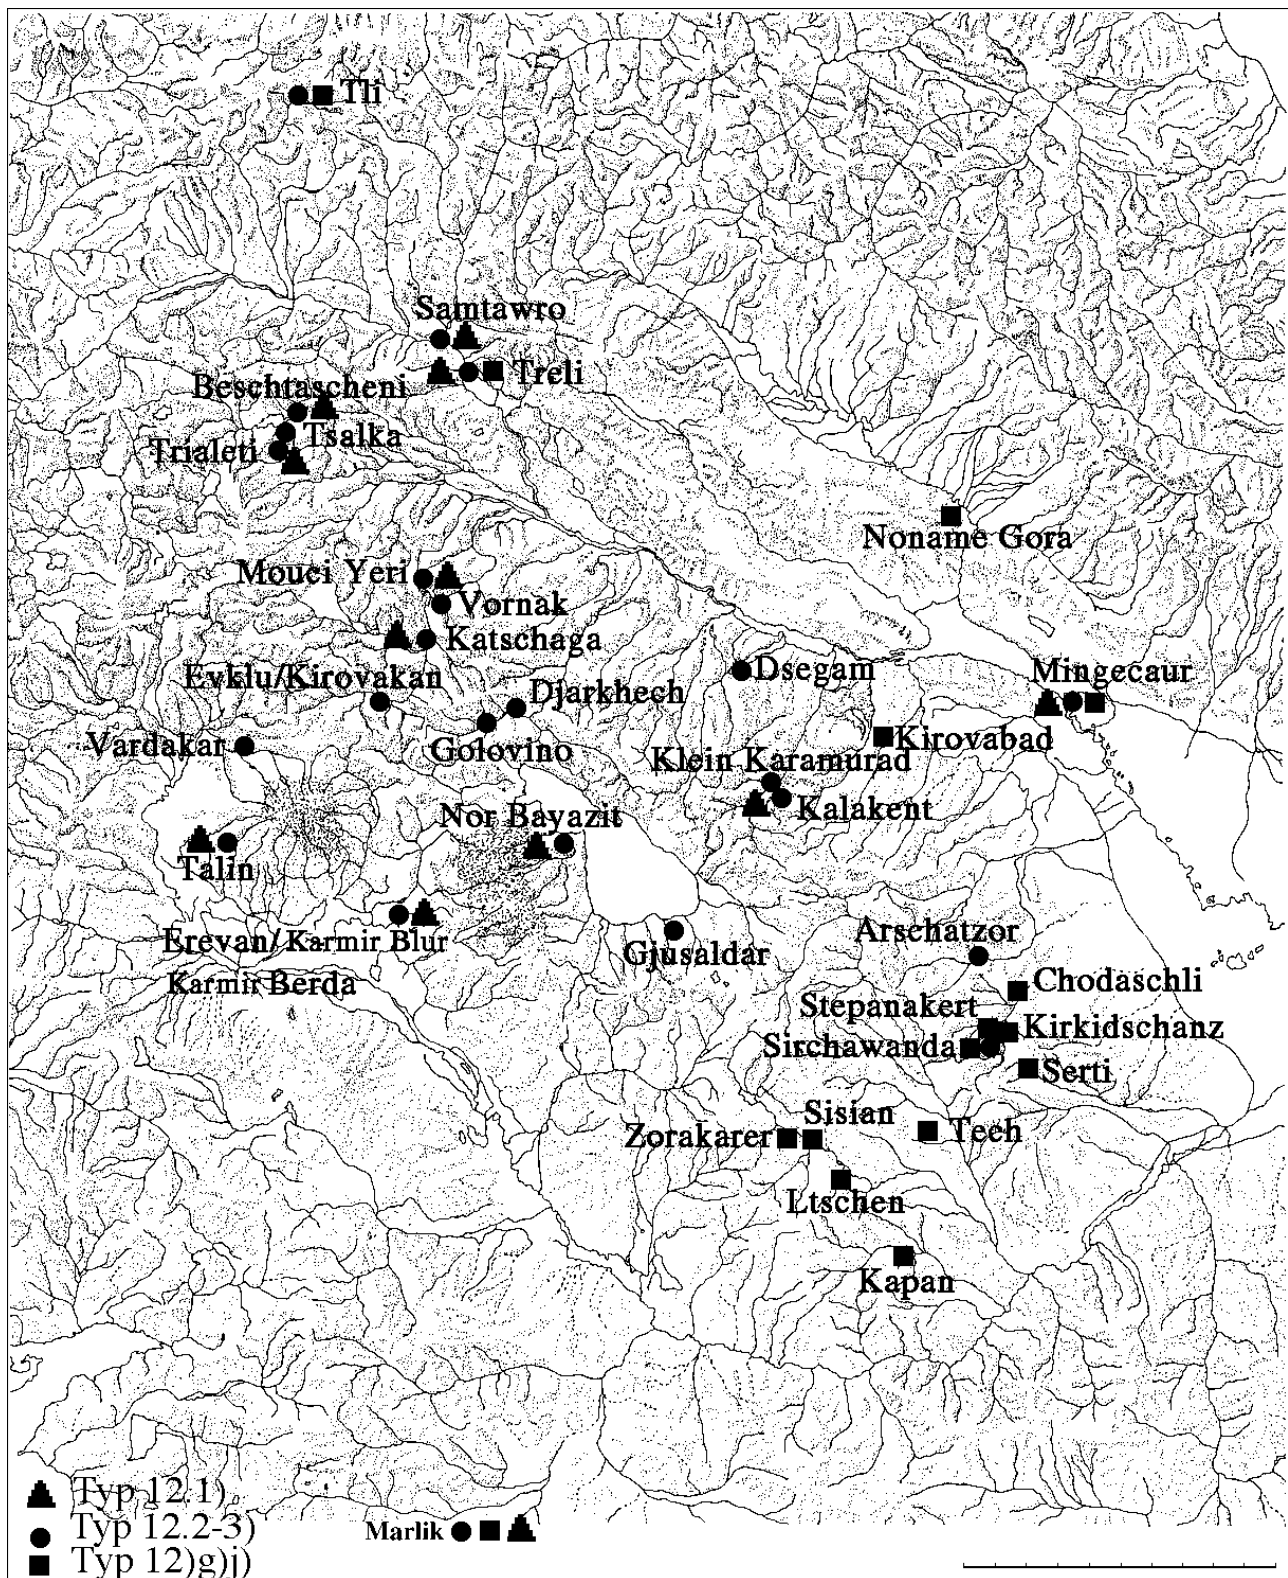 Tli
Samtawro
Treli
Beschtascheni
Tsalka
Trialeti
Noname Gora
Mouci Yeri
Vornak
Katschaga
Evklu/Kirovakan
Dsegam
Mingecaur
Djarkhech
Golovino
Kirovabad
Vardakar
Klein Karamurad
Kalakent
Nor Bayazit
Talin
Erevan/Karmir Blur
Karmir Berda
Gjusaldar
Arschatzor
Chodaschli
Stepanakert
Kirkidschanz
Sirchawanda
Serti
Sisian
Zorakarer
Tech
Ltschen
Kapan
Typ 12.1)
Typ 12.2-3)
Typ 12)g)j)
Marlik